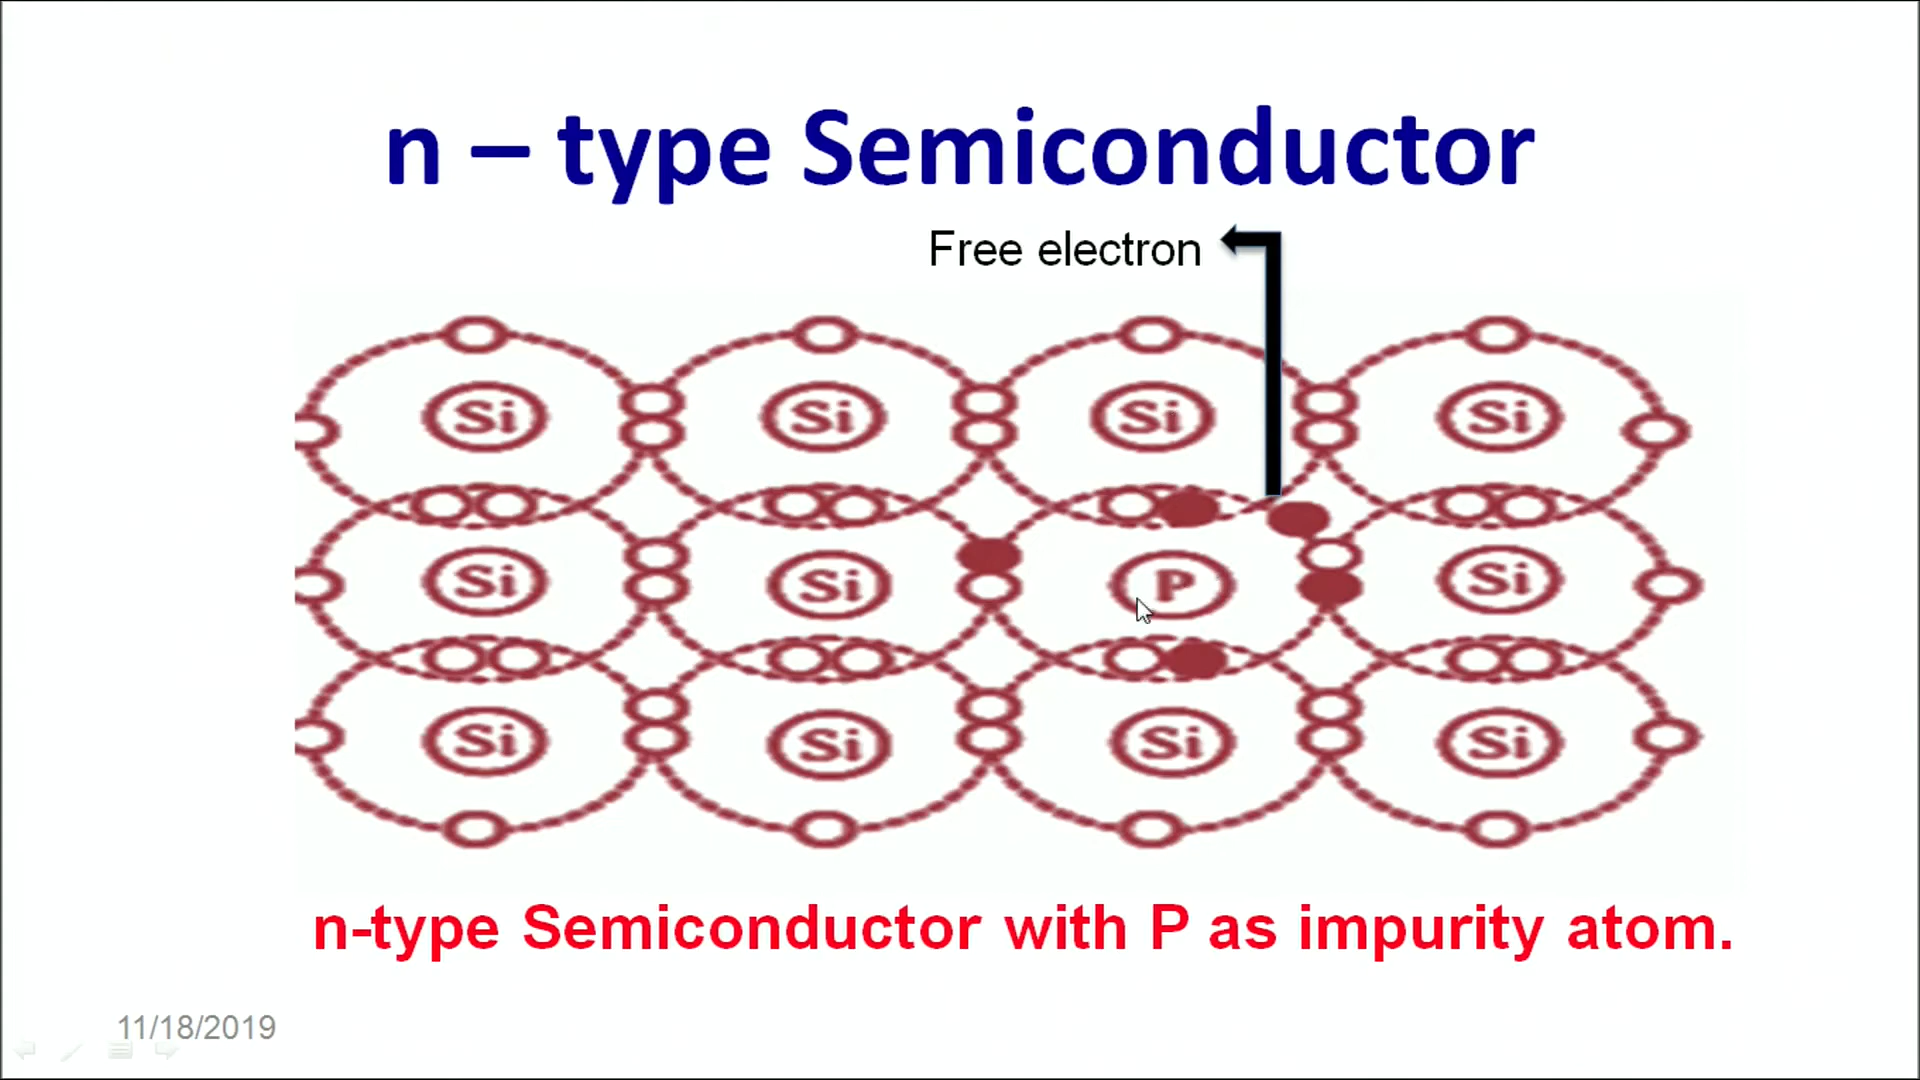 n – type Semiconductor
Free electron
Si Si Si Si
Si Si P Si
Si Si Si Si
n-type Semiconductor with P as impurity atom.
11/18/2019